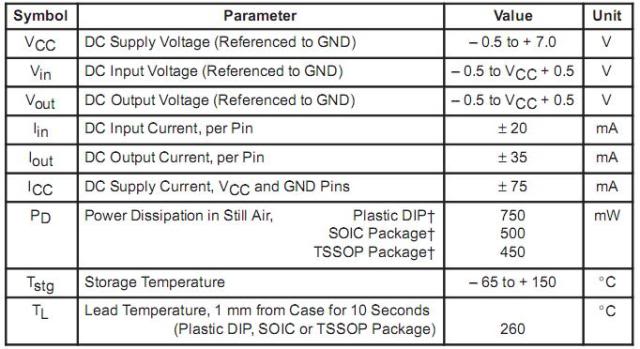 Symbol Parameter Value Unit
VCC DC Supply Voltage (Referenced to GND) – 0.5 to + 7.0 V
Vin DC Input Voltage (Referenced to GND) – 0.5 to VCC + 0.5 V
Vout DC Output Voltage (Referenced to GND) – 0.5 to VCC + 0.5 V
Iin DC Input Current, per Pin ± 20 mA
Iout DC Output Current, per Pin ± 35 mA
ICC DC Supply Current, VCC and GND Pins ± 75 mA
PD Power Dissipation in Still Air, Plastic DIP† 750 mW
SOIC Package† 500
TSSOP Package† 450
Tstg Storage Temperature – 65 to + 150 °C
TL Lead Temperature, 1 mm from Case for 10 Seconds °C
(Plastic DIP, SOIC or TSSOP Package) 260